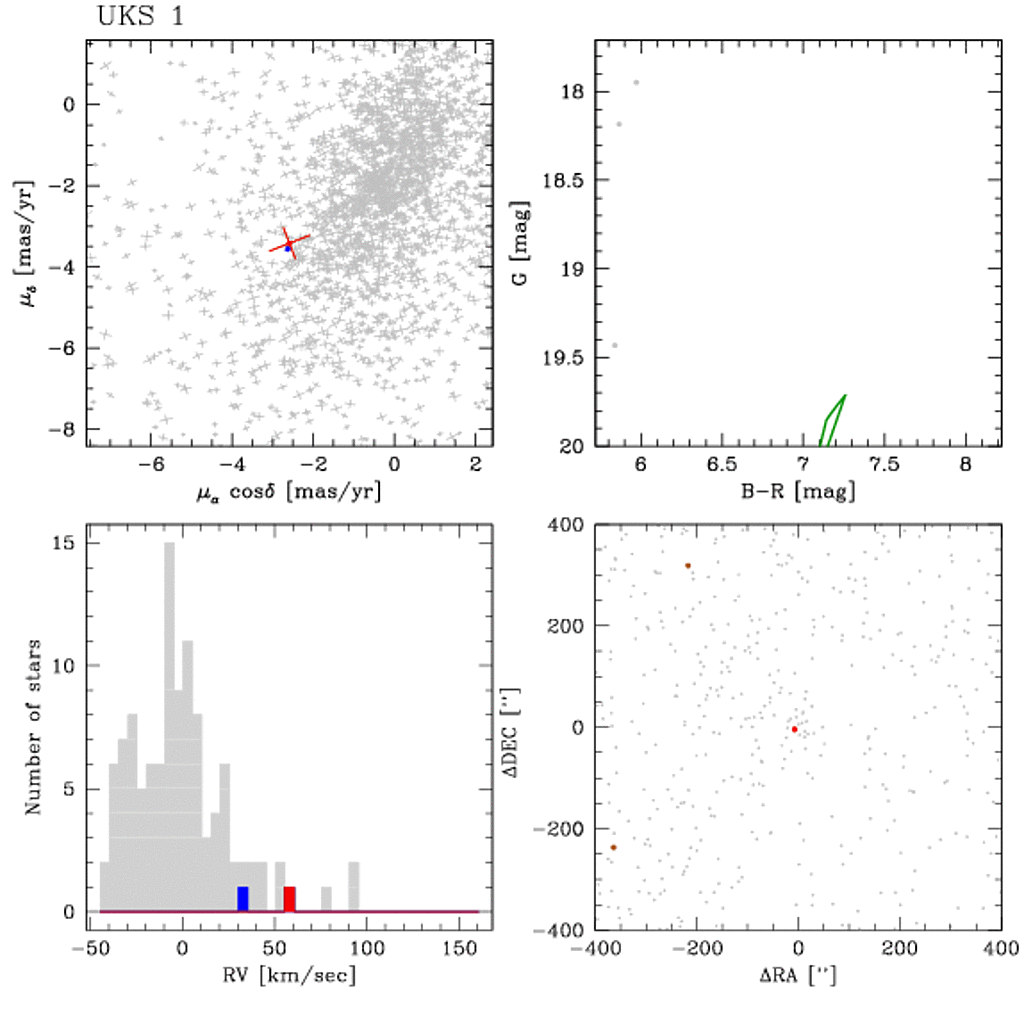 UKS 1
0
−2
−4
−6
−8
μδ [mas/yr]
−6 −4 −2 0 2
μα cosδ [mas/yr]
18
18.5
19
19.5
20
G [mag]
6 6.5 7 7.5 8
B−R [mag]
15
10
5
0
Number of stars
−50 0 50 100 150
RV [km/sec]
400
200
0
−200
−400
ΔDEC [″]
−400 −200 0 200 400
ΔRA [″]